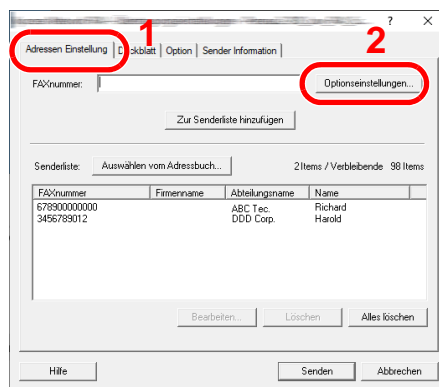 ? ×
1 2
Adressen Einstellung Deckblatt Option Sender Information
FAXnummer: Optionseinstellungen...
Zur Senderliste hinzufügen
Senderliste: Auswählen vom Adressbuch... 2 Items / Verbleibende 98 Items
FAXnummer Firmenname Abteilungsname Name
678900000000 ABC Tec. Richard
3456789012 DDD Corp. Harold
Bearbeiten... Löschen Alles löschen
Hilfe Senden Abbrechen